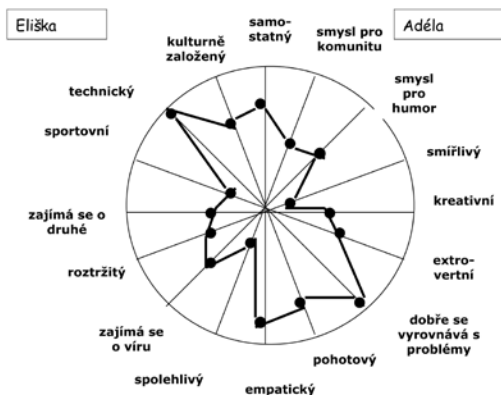 Eliška
Adéla
samo-
statný
smysl pro
komunitu
kulturně
založený
smysl
pro
humor
technický
sportovní
smířlivý
kreativní
zajímá se o
druhé
extro-
vertní
roztržitý
dobře se
vyrovnává s
problémy
zajímá se
o víru
pohotový
spolehlivý
empatický